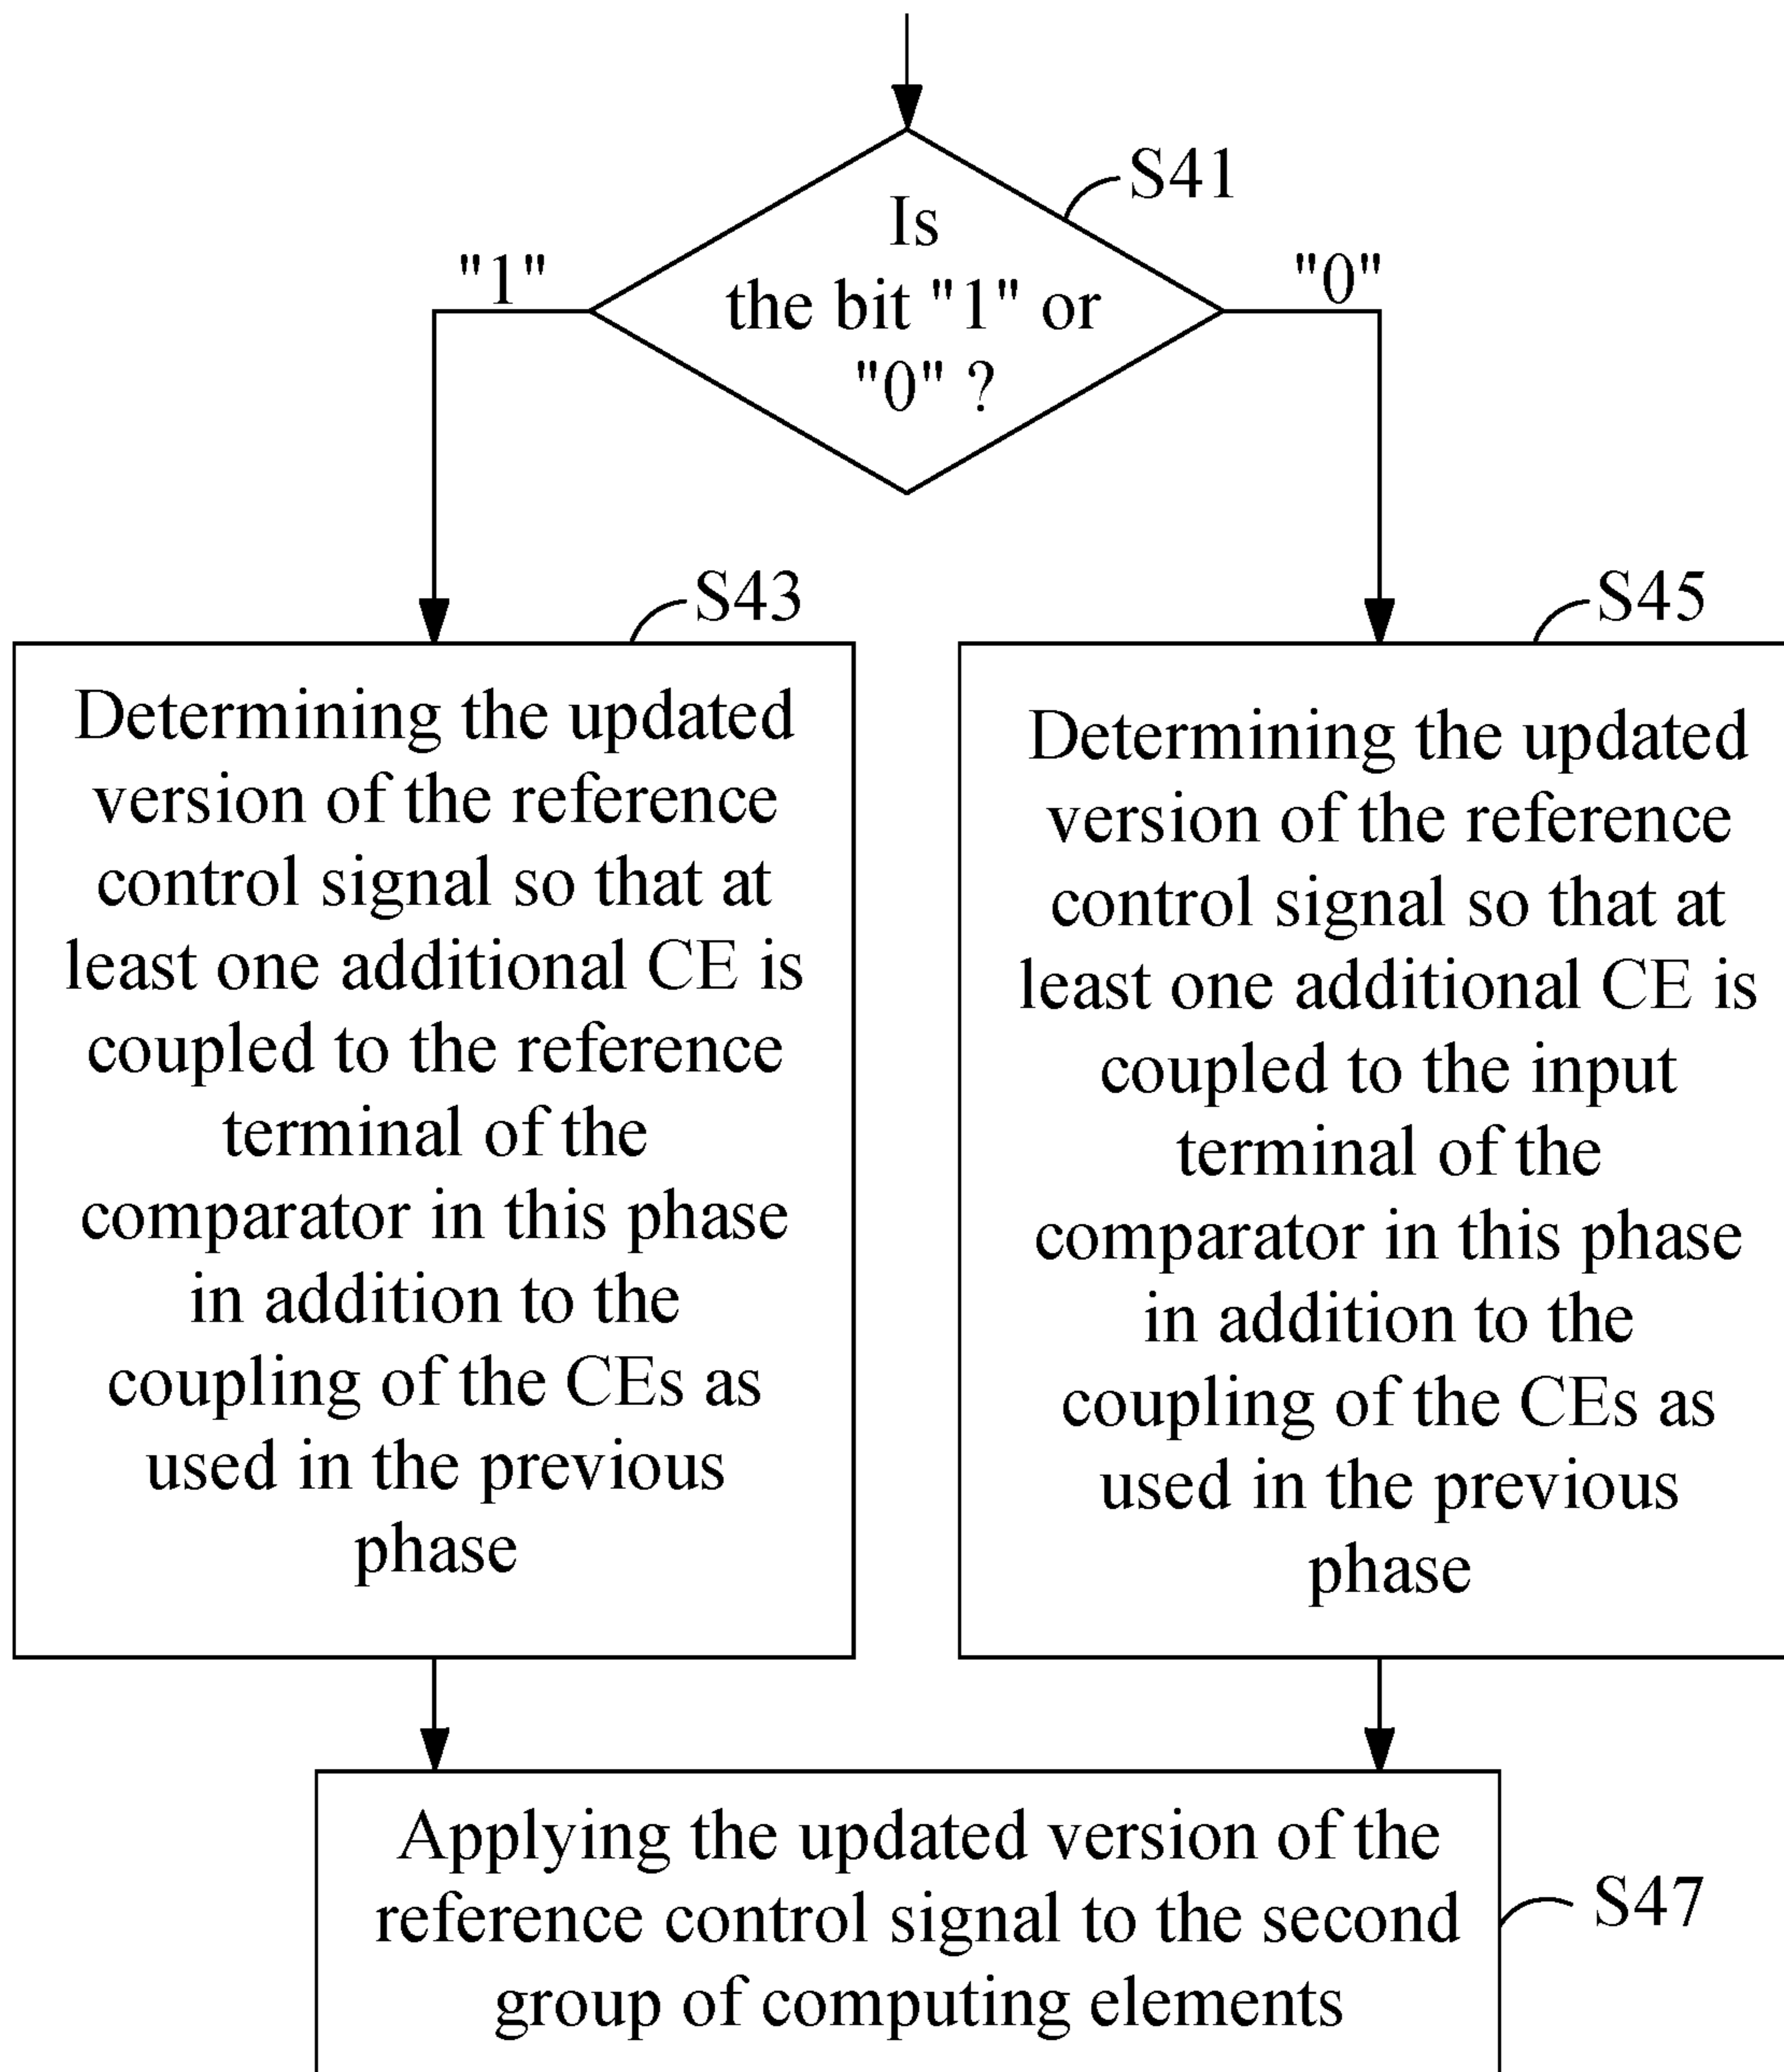 S41
Is
the bit "1" or
"0" ?
"1"
"0"
S43
Determining the updated
version of the reference
control signal so that at
least one additional CE is
coupled to the reference
terminal of the
comparator in this phase
in addition to the
coupling of the CEs as
used in the previous
phase
S45
Determining the updated
version of the reference
control signal so that at
least one additional CE is
coupled to the input
terminal of the
comparator in this phase
in addition to the
coupling of the CEs as
used in the previous
phase
Applying the updated version of the
reference control signal to the second
group of computing elements
S47